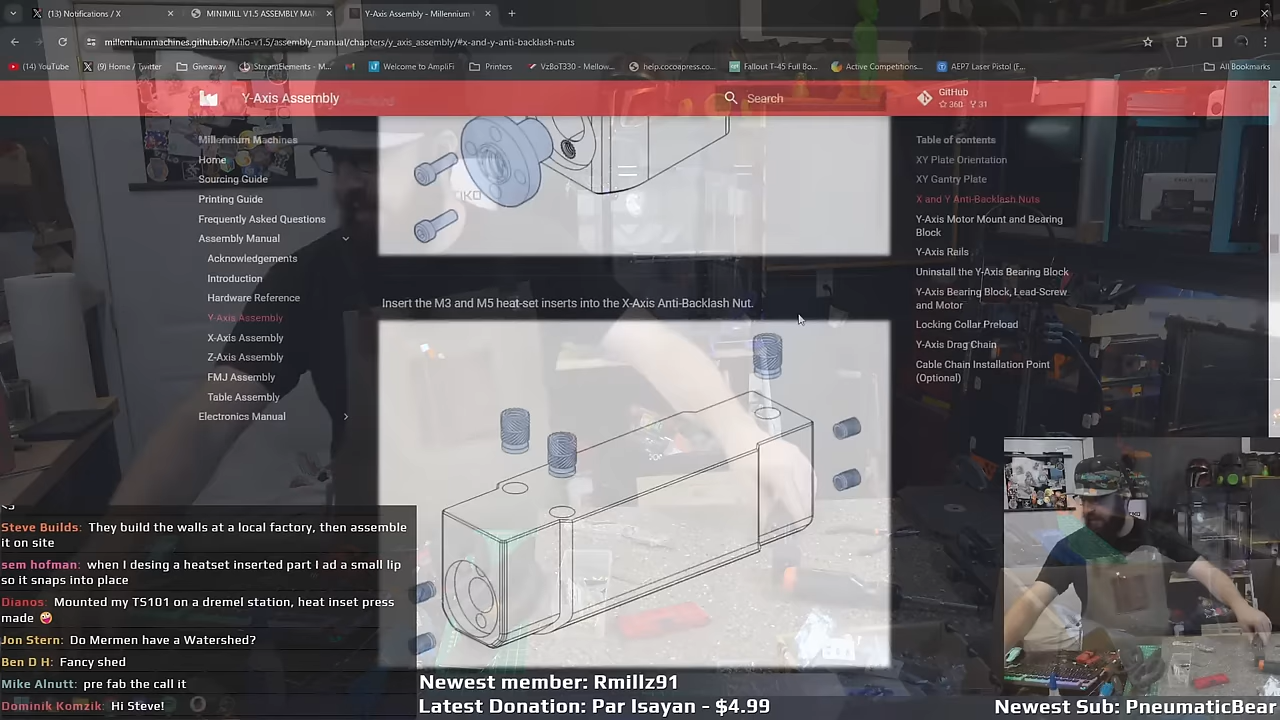 (13) Notifications / X
MINIMILL V1.5 ASSEMBLY MA
Y-Axis Assembly - Millennium
millenniummachines.github.io/Milo-v1.5/assembly_manual/chapters/y_axis_assembly/#x-and-y-anti-backlash-nuts
(14) YouTube
(9) Home / Twitter
Giveaway
StreamElements - M...
Welcome to AmpliFi
Printers
VzBoT330 - Mellow...
help.cocoapress.co...
Fallout T-45 Full Bo...
Active Competitions...
AEP7 Laser Pistol (F...
All Bookmarks
Y-Axis Assembly
Search
GitHub
360 31
Millennium Machines
Home
Sourcing Guide
Printing Guide
Frequently Asked Questions
Assembly Manual
Acknowledgements
Introduction
Hardware Reference
Y-Axis Assembly
X-Axis Assembly
Z-Axis Assembly
FMJ Assembly
Table Assembly
Electronics Manual
Insert the M3 and M5 heat-set inserts into the X-Axis Anti-Backlash Nut.
Table of contents
XY Plate Orientation
XY Gantry Plate
X and Y Anti-Backlash Nuts
Y-Axis Motor Mount and Bearing
Block
Y-Axis Rails
Uninstall the Y-Axis Bearing Block
Y-Axis Bearing Block, Lead-Screw
and Motor
Locking Collar Preload
Y-Axis Drag Chain
Cable Chain Installation Point
(Optional)
<3
Steve Builds: They build the walls at a local factory, then assemble
it on site
sem hofman: when I desing a heatset inserted part I ad a small lip
so it snaps into place
Dianos: Mounted my TS101 on a dremel station, heat inset press
made 🤪
Jon Stern: Do Mermen have a Watershed?
Ben D H: Fancy shed
Mike Alnutt: pre fab the call it
Dominik Komzik: Hi Steve!
Newest member: Rmillz91
Latest Donation: Par Isayan - $4.99
Newest Sub: PneumaticBear